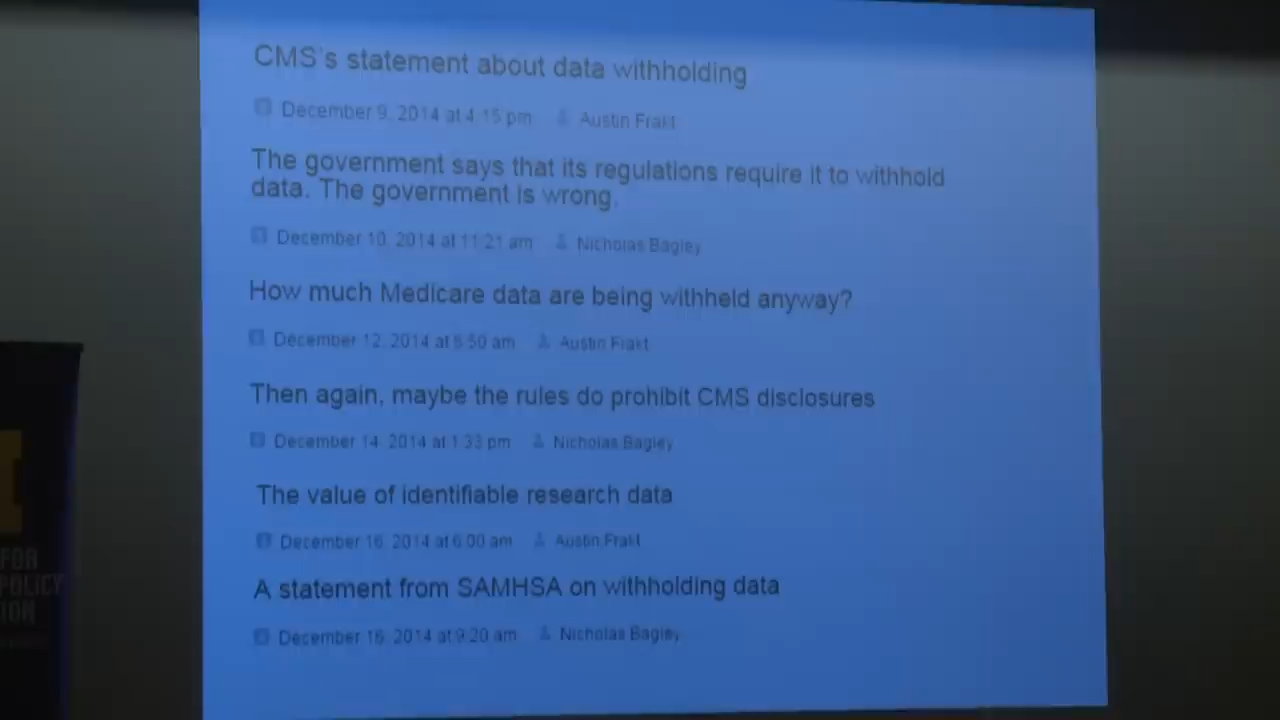 CMS's statement about data withholding
December 9, 2014 at 4:15 pm Austin Frakt
The government says that its regulations require it to withhold
data. The government is wrong.
December 10, 2014 at 11:21 am Nicholas Bagley
How much Medicare data are being withheld anyway?
December 12, 2014 at 6:50 am Austin Frakt
Then again, maybe the rules do prohibit CMS disclosures
December 14, 2014 at 1:33 pm Nicholas Bagley
The value of identifiable research data
December 16, 2014 at 6:00 am Austin Frakt
A statement from SAMHSA on withholding data
December 16, 2014 at 9:20 am Nicholas Bagley
FOR
POLICY
ION